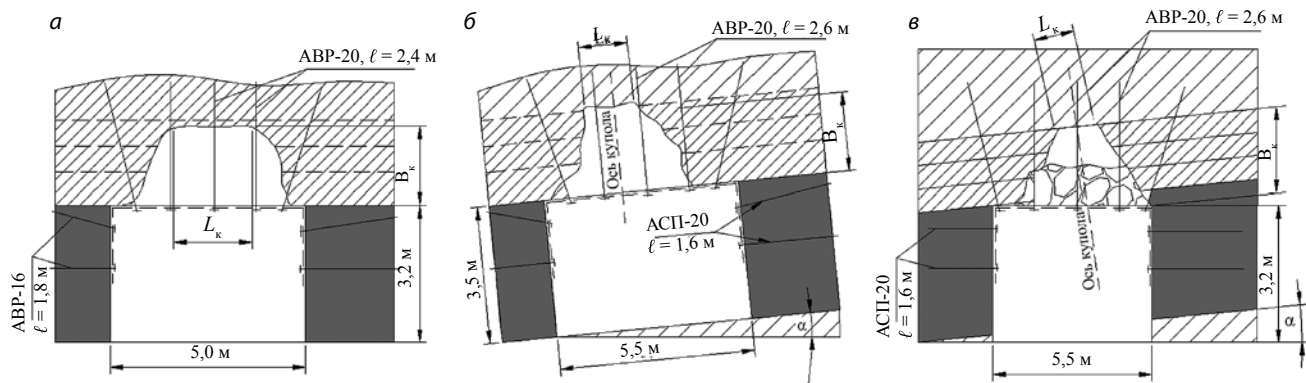 а
АВР-20, ℓ = 2,4 м
Bк
Lк
АВР-16
ℓ = 1,8 м
3,2 м
5,0 м
б
Lк
АВР-20, ℓ = 2,6 м
Bк
Ось купола
АСП-20
ℓ = 1,6 м
3,5 м
α
5,5 м
в
Lк
АВР-20, ℓ = 2,6 м
Bк
Ось купола
АСП-20
ℓ = 1,6 м
3,2 м
α
5,5 м